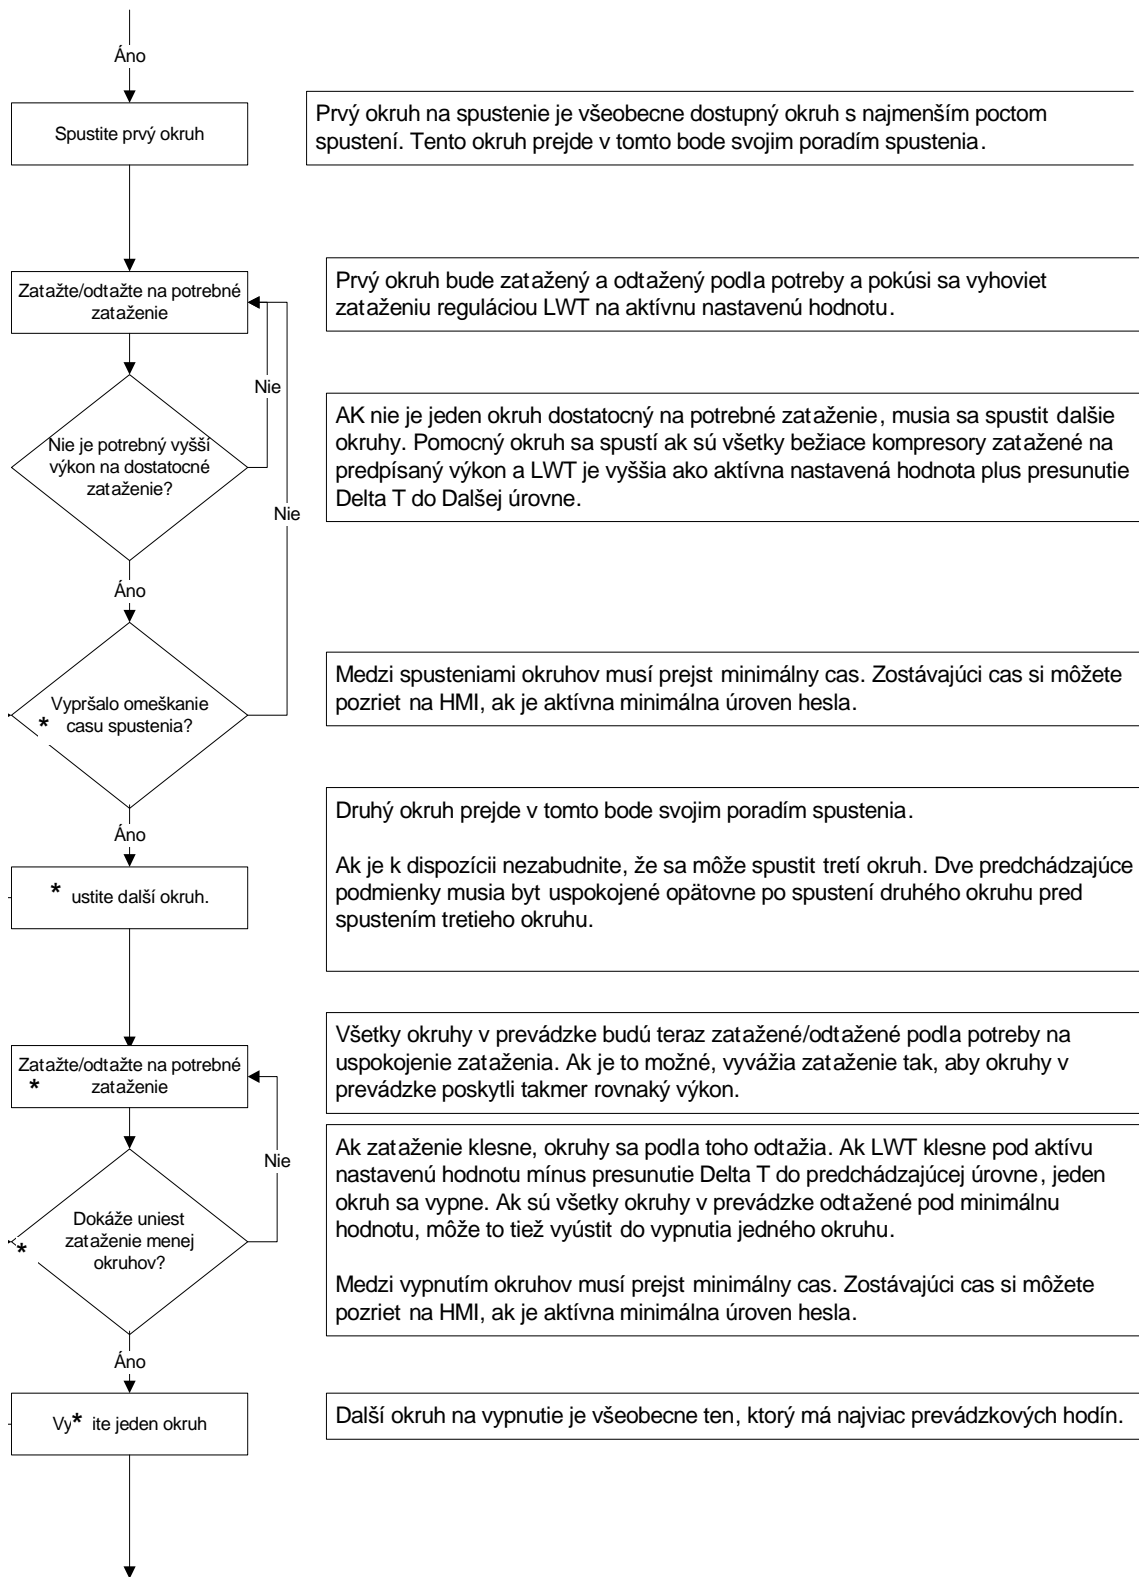 Áno
Spustite prvý okruh
Prvý okruh na spustenie je všeobecne dostupný okruh s najmenším poctom
spustení. Tento okruh prejde v tomto bode svojim poradím spustenia.
Zatažte/odtažte na potrebné
zataženie
Prvý okruh bude zatažený a odtažený podla potreby a pokúsi sa vyhoviet
zataženiu reguláciou LWT na aktívnu nastavenú hodnotu.
Nie
Nie je potrebný vyšší
výkon na dostatocné
zataženie?
AK nie je jeden okruh dostatocný na potrebné zataženie, musia sa spustit dalšie
okruhy. Pomocný okruh sa spustí ak sú všetky bežiace kompresory zatažené na
predpísaný výkon a LWT je vyššia ako aktívna nastavená hodnota plus presunutie
Delta T do Dalšej úrovne.
Nie
Áno
Vypršalo omeškanie
* casu spustenia?
Medzi spusteniami okruhov musí prejst minimálny cas. Zostávajúci cas si môžete
pozriet na HMI, ak je aktívna minimálna úroven hesla.
Áno
* ustite další okruh.
Druhý okruh prejde v tomto bode svojim poradím spustenia.
Ak je k dispozícii nezabudnite, že sa môže spustit tretí okruh. Dve predchádzajúce
podmienky musia byt uspokojené opätovne po spustení druhého okruhu pred
spustením tretieho okruhu.
Zatažte/odtažte na potrebné
* zataženie
Všetky okruhy v prevádzke budú teraz zatažené/odtažené podla potreby na
uspokojenie zataženia. Ak je to možné, vyvážia zataženie tak, aby okruhy v
prevádzke poskytli takmer rovnaký výkon.
Nie
Dokáže uniest
zataženie menej
* okruhov?
Ak zataženie klesne, okruhy sa podla toho odtažia. Ak LWT klesne pod aktívu
nastavenú hodnotu mínus presunutie Delta T do predchádzajúcej úrovne, jeden
okruh sa vypne. Ak sú všetky okruhy v prevádzke odtažené pod minimálnu
hodnotu, môže to tiež vyústit do vypnutia jedného okruhu.
Medzi vypnutím okruhov musí prejst minimálny cas. Zostávajúci cas si môžete
pozriet na HMI, ak je aktívna minimálna úroven hesla.
Áno
Vy* ite jeden okruh
Další okruh na vypnutie je všeobecne ten, ktorý má najviac prevádzkových hodín.